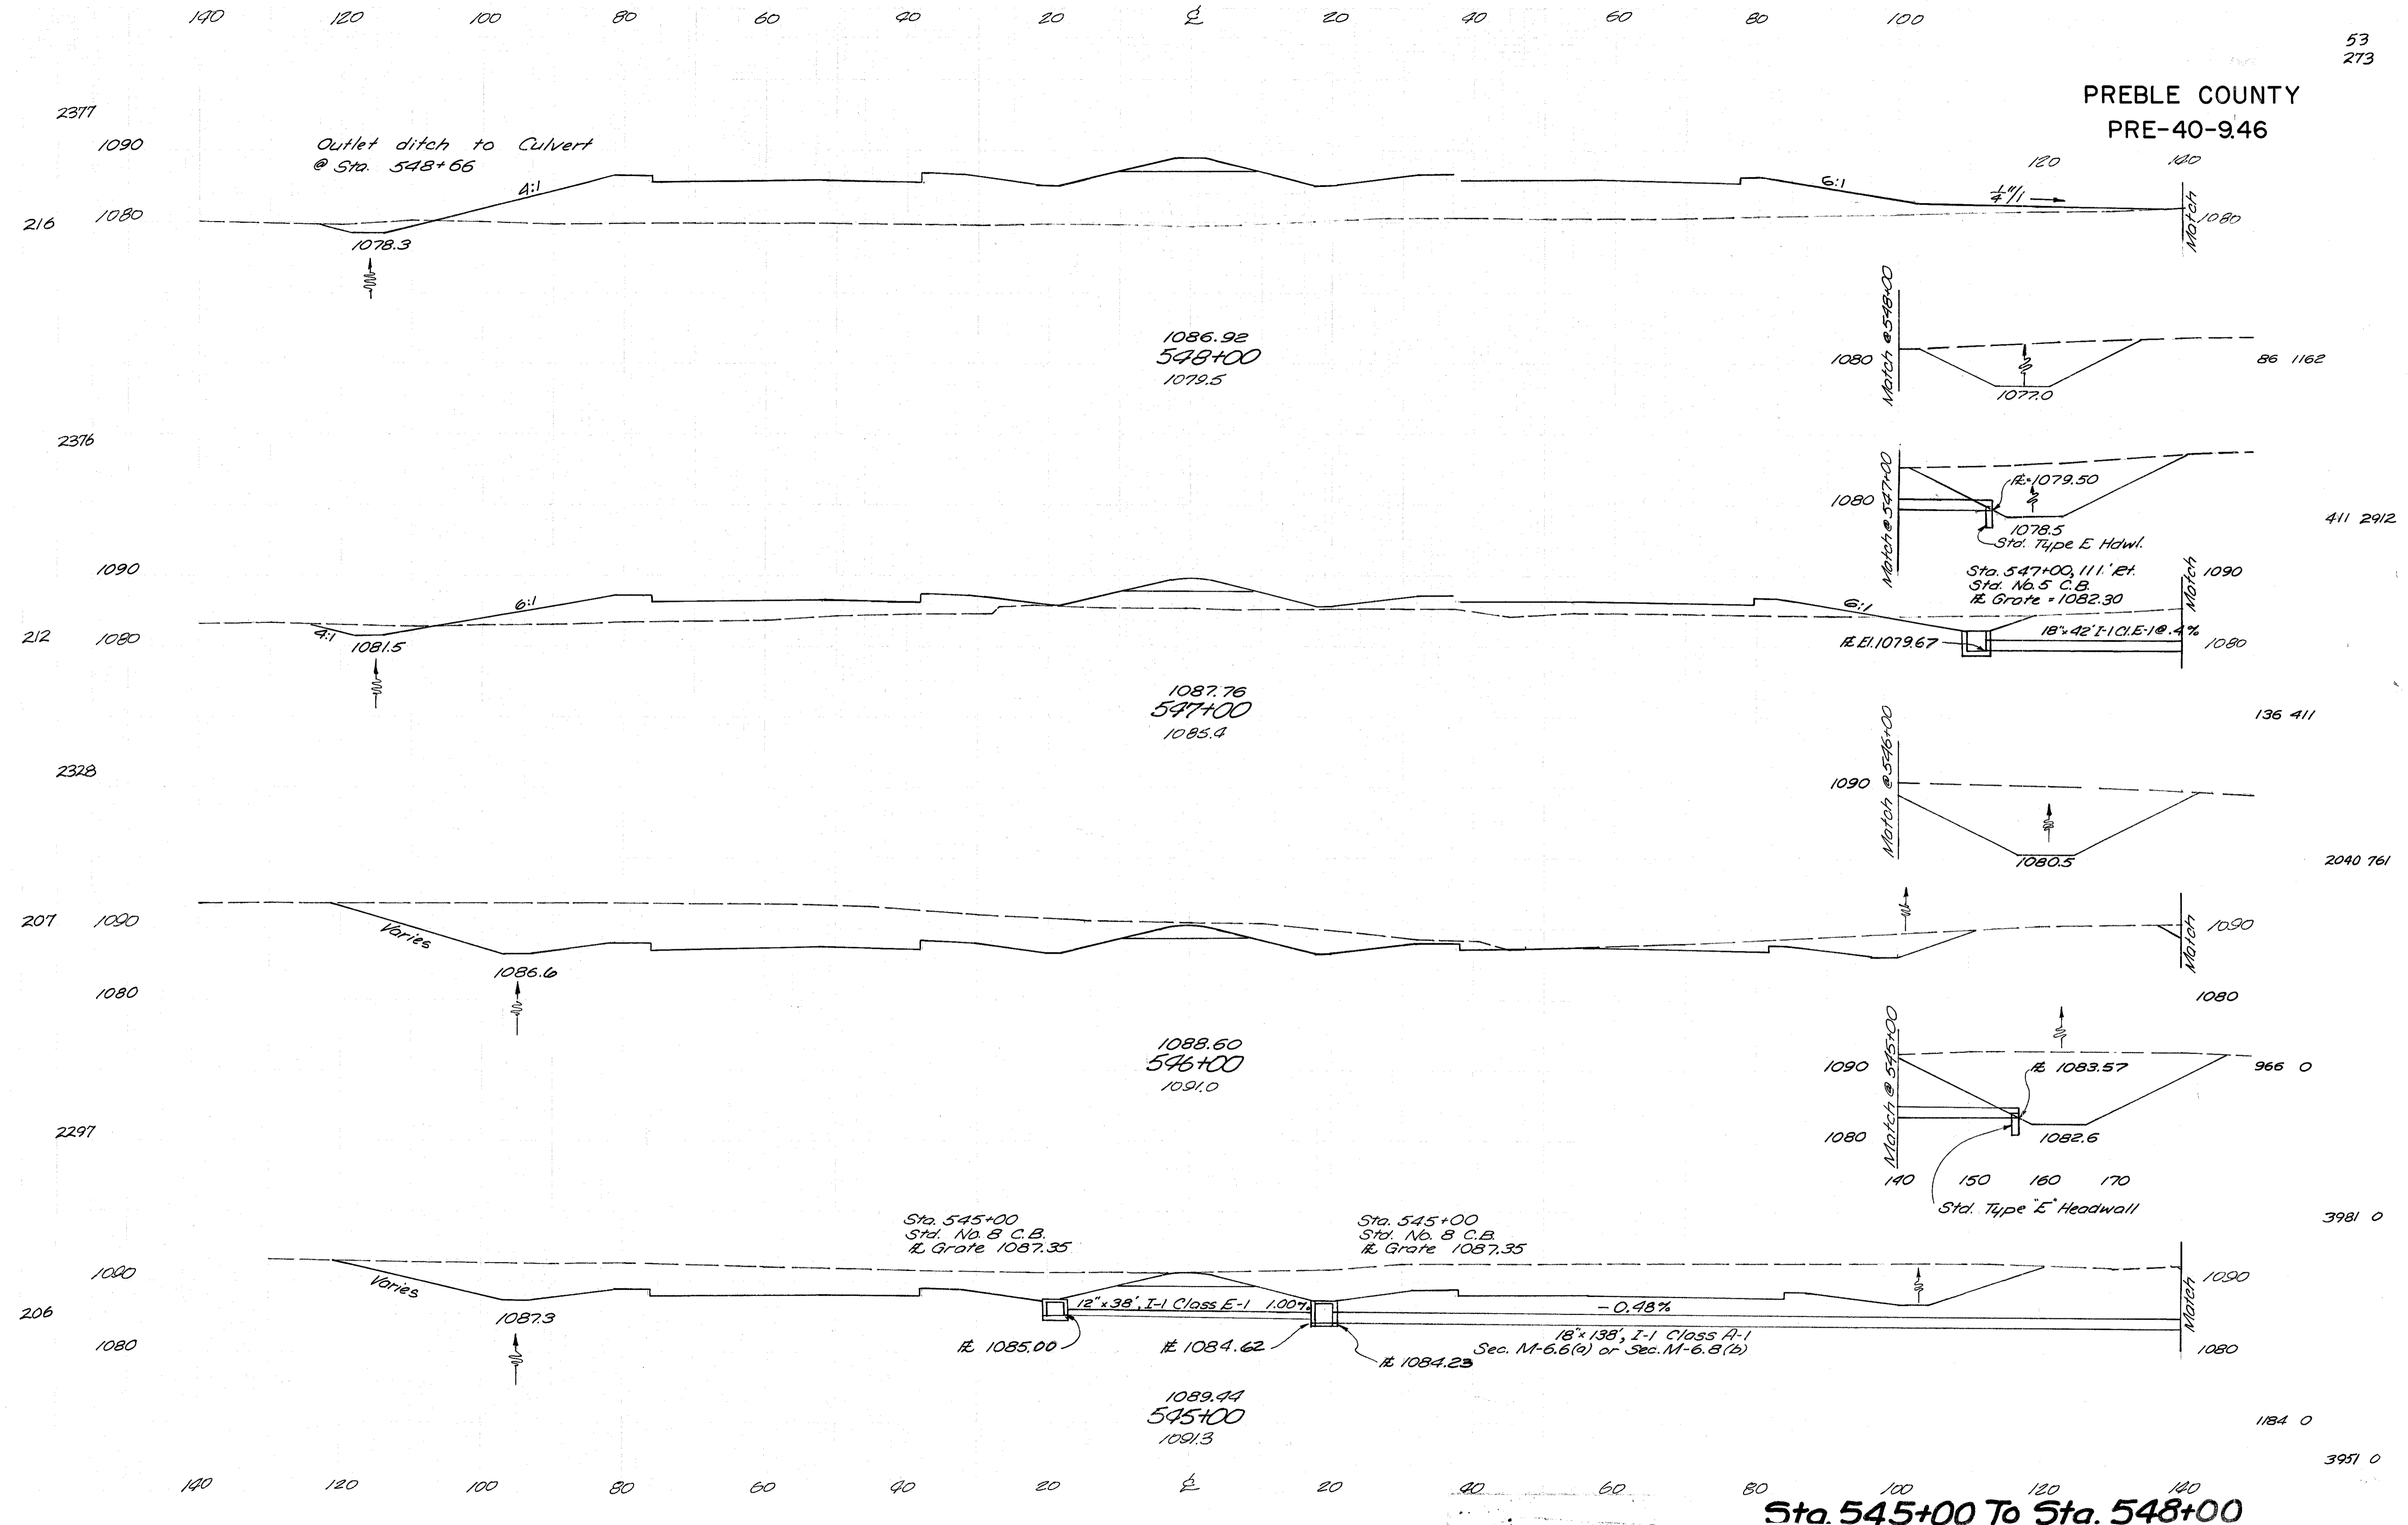 140 120 100 80 60 40 20 ℄ 20 40 60 80 100
53
273
PREBLE COUNTY
PRE-40-9.46
2377
1090
Outlet ditch to Culvert
@ Sta. 548+66
120 140
4:1
6:1
1/4"/1
216 1080
1078.3
Match
1080
1086.92
548+00
1079.5
Match @ 548+00
1080
1077.0
86 1162
2376
Match @ 547+00
1080
℄=1079.50
1078.5
Std. Type E Hdwl.
411 2912
1090
6:1
6:1
Sta. 547+00, 111' Rt.
Std. No. 5 C.B.
℄ Grate = 1082.30
Match
1090
212 1080
4:1
1081.5
℄ El. 1079.67
18"x42' I-1 Cl. E-1 @ .4%
1080
1087.76
547+00
1085.4
136 411
2328
Match @ 546+00
1090
1080.5
2040 761
207 1090
Varies
1086.6
Match
1090
1080
1080
1088.60
546+00
1091.0
Match @ 545+00
1090
℄ 1083.57
966 0
2297
1080
1082.6
140 150 160 170
Std. Type "E" Headwall
Sta. 545+00
Std. No. 8 C.B.
℄ Grate 1087.35
Sta. 545+00
Std. No. 8 C.B.
℄ Grate 1087.35
3981 0
1090
Varies
1090
Match
206
1087.3
12"x38', I-1 Class E-1 1.00%
-0.48%
1080
℄ 1085.00
℄ 1084.62
℄ 1084.23
18"x138', I-1 Class A-1
Sec. M-6.6(a) or Sec. M-6.8(b)
1080
1089.44
545+00
1091.3
1184 0
3951 0
140 120 100 80 60 40 20 ℄ 20 40 60 80 100 120 140
Sta. 545+00 To Sta. 548+00